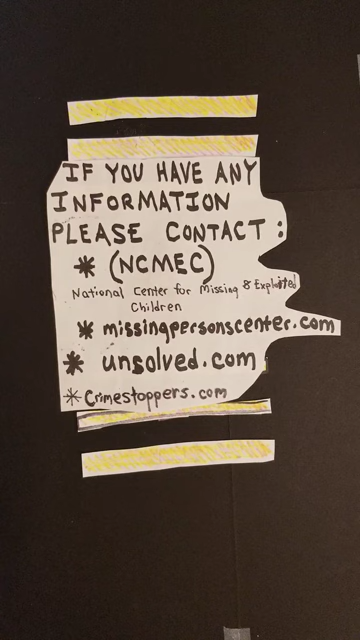 IF YOU HAVE ANY
INFORMATION
PLEASE CONTACT :
* (NCMEC)
National Center for Missing & Exploited
Children
* missingpersonscenter.com
* unsolved.com
* Crimestoppers.com